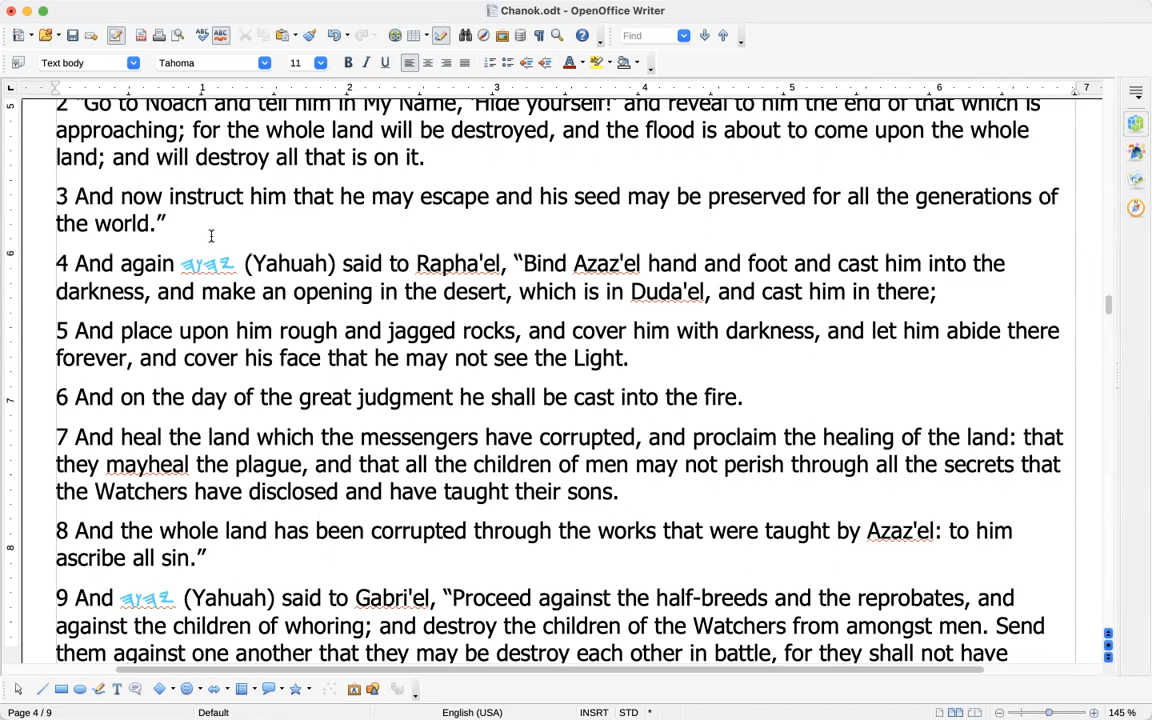 Chanok.odt - OpenOffice Writer
Find
Text body
Tahoma
11
1 2 3 4 5 6 7
2 "Go to Noach and tell him in My Name, 'Hide yourself!' and reveal to him the end of that which is
approaching; for the whole land will be destroyed, and the flood is about to come upon the whole
land; and will destroy all that is on it.
3 And now instruct him that he may escape and his seed may be preserved for all the generations of
the world.”
4 And again 𐤉𐤄𐤅𐤄 (Yahuah) said to Rapha'el, “Bind Azaz'el hand and foot and cast him into the
darkness, and make an opening in the desert, which is in Duda'el, and cast him in there;
5 And place upon him rough and jagged rocks, and cover him with darkness, and let him abide there
forever, and cover his face that he may not see the Light.
6 And on the day of the great judgment he shall be cast into the fire.
7 And heal the land which the messengers have corrupted, and proclaim the healing of the land: that
they mayheal the plague, and that all the children of men may not perish through all the secrets that
the Watchers have disclosed and have taught their sons.
8 And the whole land has been corrupted through the works that were taught by Azaz'el: to him
ascribe all sin.”
9 And 𐤉𐤄𐤅𐤄 (Yahuah) said to Gabri'el, “Proceed against the half-breeds and the reprobates, and
against the children of whoring; and destroy the children of the Watchers from amongst men. Send
them against one another that they may be destroy each other in battle, for they shall not have
Page 4 / 9
Default
English (USA)
INSRT
STD
*
145 %